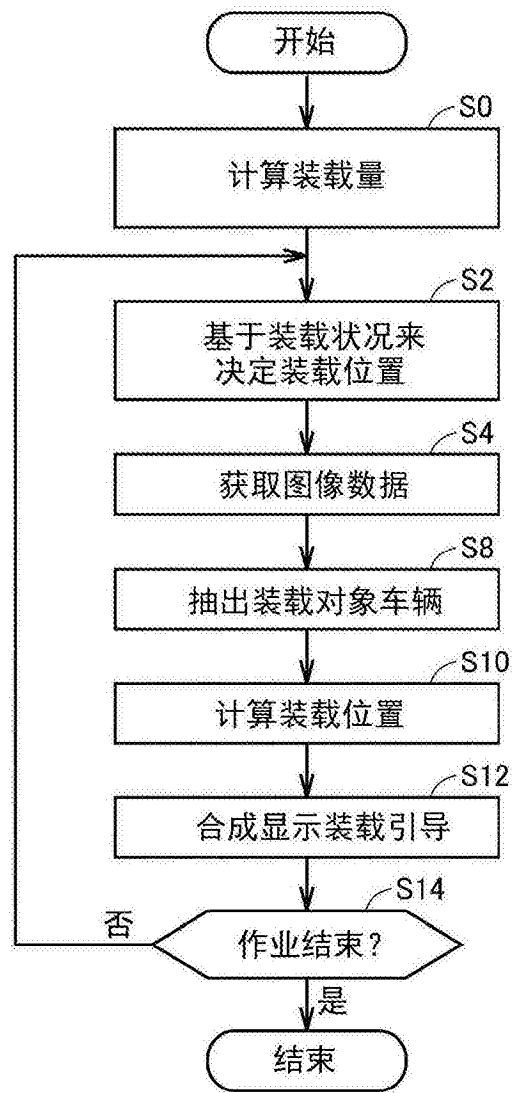 开始
S0
计算装载量
S2
基于装载状况来
决定装载位置
S4
获取图像数据
S8
抽出装载对象车辆
S10
计算装载位置
S12
合成显示装载引导
S14
否
作业结束？
是
结束